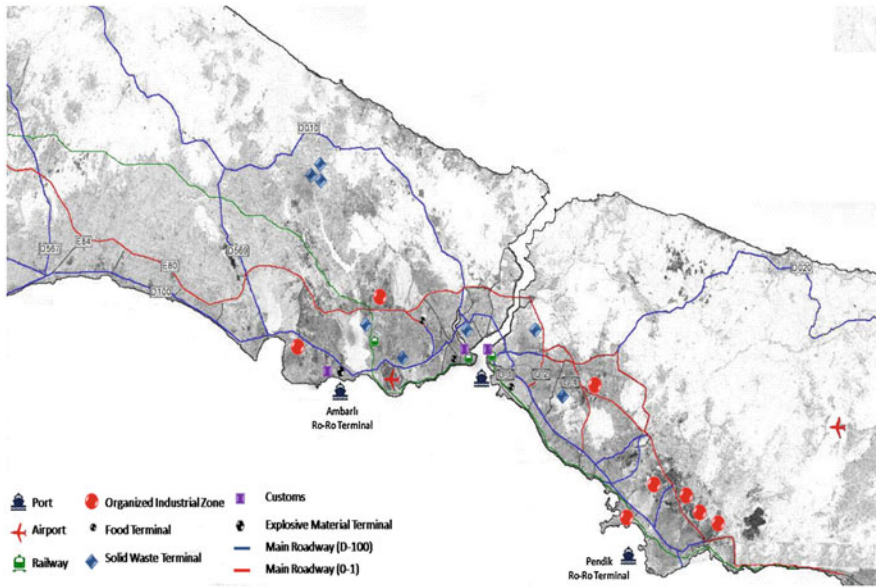 D010
D561
E84
D569
E80
D100
D020
Ambarlı
Ro-Ro Terminal
Port
Organized Industrial Zone
Customs
Airport
Food Terminal
Explosive Material Terminal
Railway
Solid Waste Terminal
Main Roadway (D-100)
Main Roadway (0-1)
Pendik
Ro-Ro Terminal